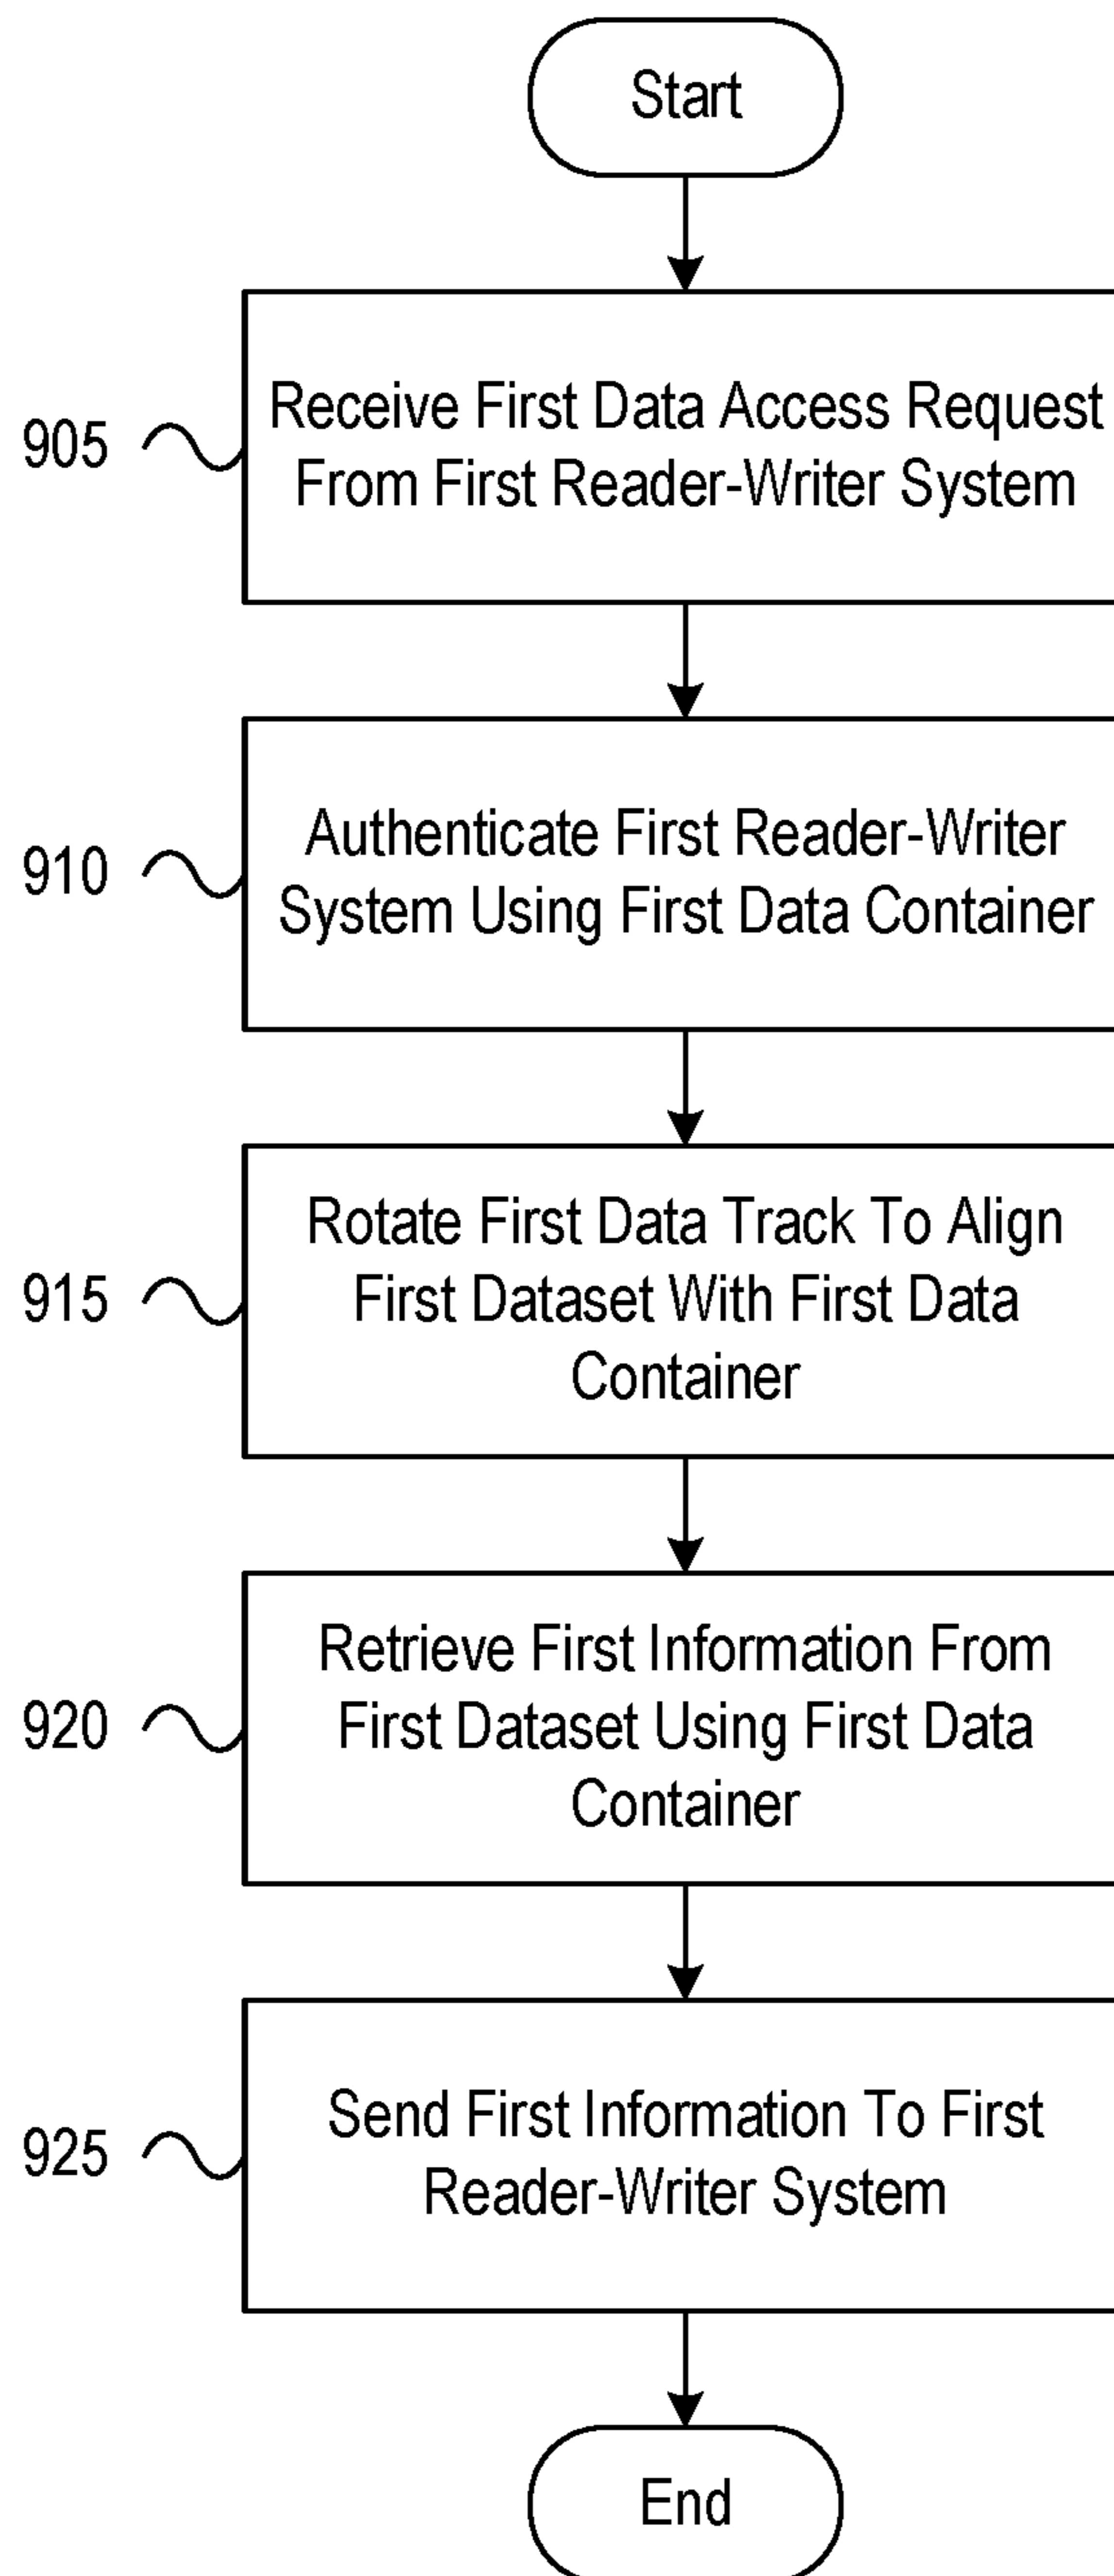 Start
905
Receive First Data Access Request
From First Reader-Writer System
910
Authenticate First Reader-Writer
System Using First Data Container
915
Rotate First Data Track To Align
First Dataset With First Data
Container
920
Retrieve First Information From
First Dataset Using First Data
Container
925
Send First Information To First
Reader-Writer System
End